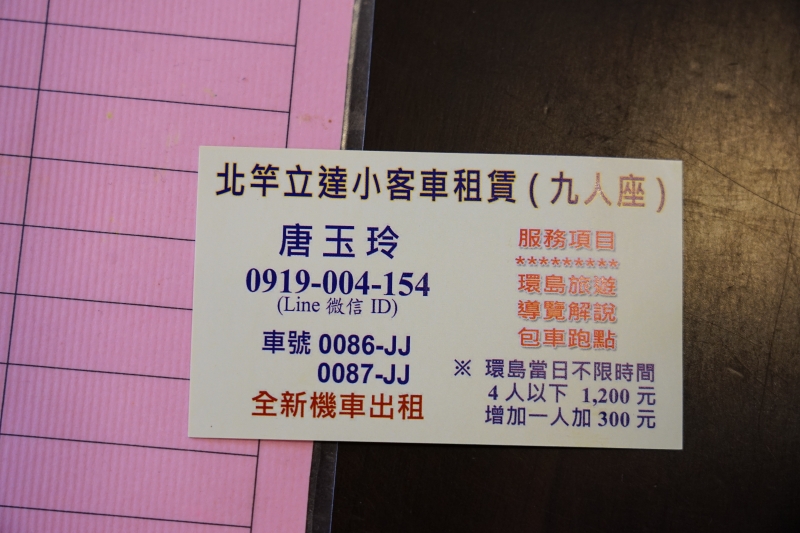 北竿立達小客車租賃(九人座)
唐玉玲
0919-004-154
(Line 微信 ID)
車號 0086-JJ
0087-JJ
全新機車出租
服務項目
*********
環島旅遊
導覽解說
包車跑點
※ 環島當日不限時間
4 人以下 1,200 元
增加一人加 300 元